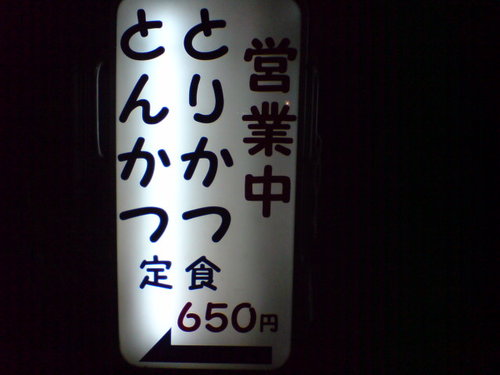 営業中
とりかつ
とんかつ
定食
650円